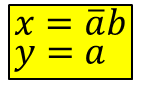 x = āb
y = a